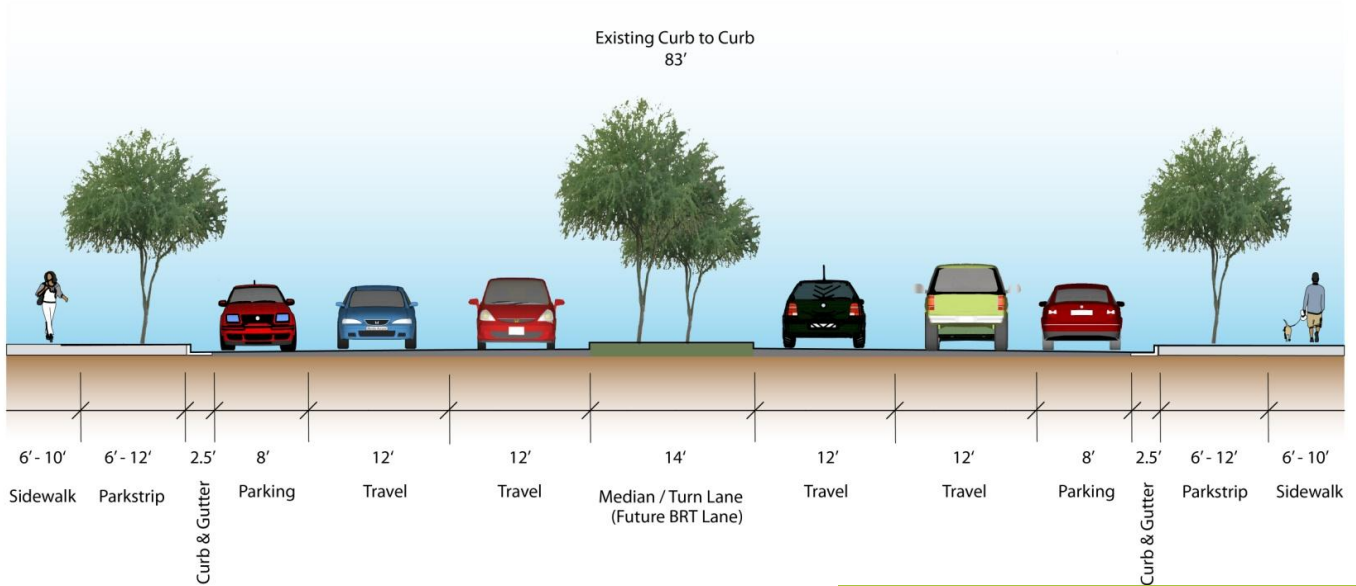 Existing Curb to Curb
83'
6' - 10'
6' - 12'
2.5'
8'
12'
12'
14'
12'
12'
8'
2.5'
6' - 12'
6' - 10'
Sidewalk
Parkstrip
Curb & Gutter
Parking
Travel
Travel
Median / Turn Lane
(Future BRT Lane)
Travel
Travel
Parking
Curb & Gutter
Parkstrip
Sidewalk